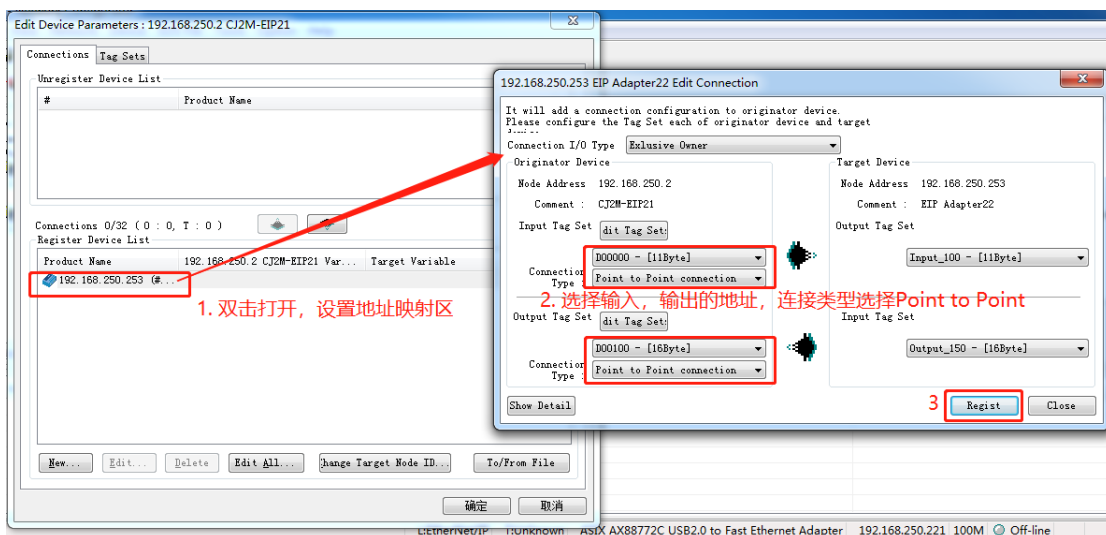 Edit Device Parameters : 192.168.250.2 CJ2M-EIP21
Connections Tag Sets
Unregister Device List
# Product Name
Connections 0/32 ( O : 0, T : 0 )
Register Device List
Product Name 192.168.250.2 CJ2M-EIP21 Var... Target Variable
192.168.250.253 (#...
1. 双击打开，设置地址映射区
New... Edit... Delete Edit All... hange Target Node ID... To/From File
确定 取消
192.168.250.253 EIP Adapter22 Edit Connection
It will add a connection configuration to originator device.
Please configure the Tag Set each of originator device and target
Connection I/O Type Exlusive Owner
Originator Device Target Device
Node Address 192.168.250.2 Node Address 192.168.250.253
Comment : CJ2M-EIP21 Comment : EIP Adapter22
Input Tag Set dit Tag Set: Output Tag Set
D00000 - [11Byte] Input_100 - [11Byte]
Connection Type : Point to Point connection
2. 选择输入，输出的地址，连接类型选择Point to Point
Output Tag Set dit Tag Set: Input Tag Set
D00100 - [16Byte] Output_150 - [16Byte]
Connection Type : Point to Point connection
Show Detail 3 Regist Close
L:EtherNet/IP T:Unknown ASIX AX88772C USB2.0 to Fast Ethernet Adapter 192.168.250.221 100M Off-line